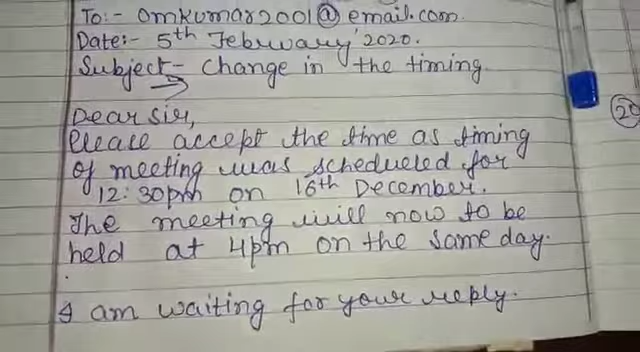 To:- omkumar2001@email.com.
Date:- 5th February' 2020.
Subject- Change in the timing
Dear sir,
Please accept the time as timing
of meeting was scheduled for
12:30pm on 16th December.
The meeting will now to be
held at 4pm on the same day.
I am waiting for your reply.